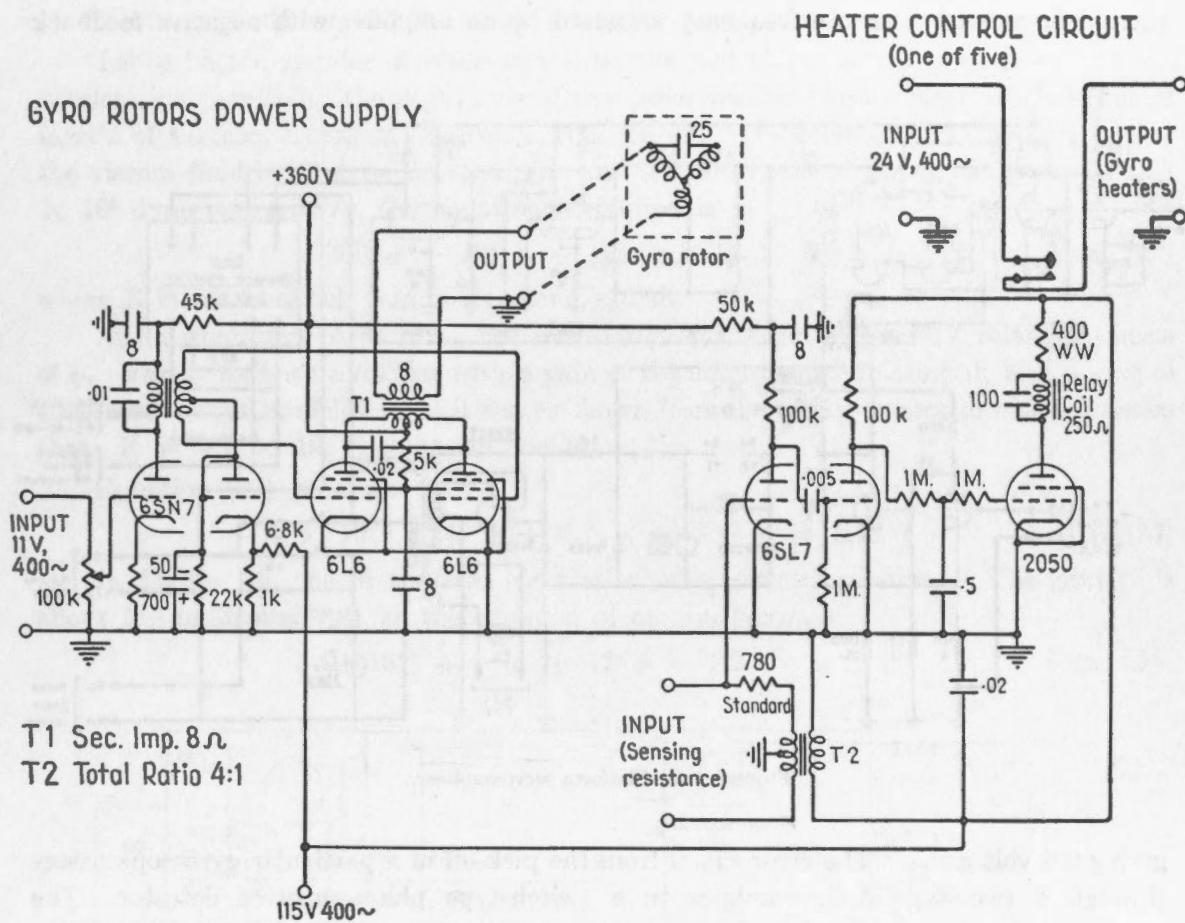 HEATER CONTROL CIRCUIT
(One of five)
GYRO ROTORS POWER SUPPLY
+360V
.25
Gyro rotor
OUTPUT
INPUT
24 V, 400~
OUTPUT
(Gyro
heaters)
45k
8
.01
8
T1
.02
5k
50k
8
100k
100k
400
WW
100
Relay
Coil
250Ω
6SN7
INPUT
11V,
400~
100k
700
50
+
22k
1k
6·8k
6L6
6L6
8
.005
6SL7
1M.
1M.
1M.
.5
2050
.02
780
Standard
INPUT
(Sensing
resistance)
T2
T1 Sec. Imp. 8Ω
T2 Total Ratio 4:1
115V 400~